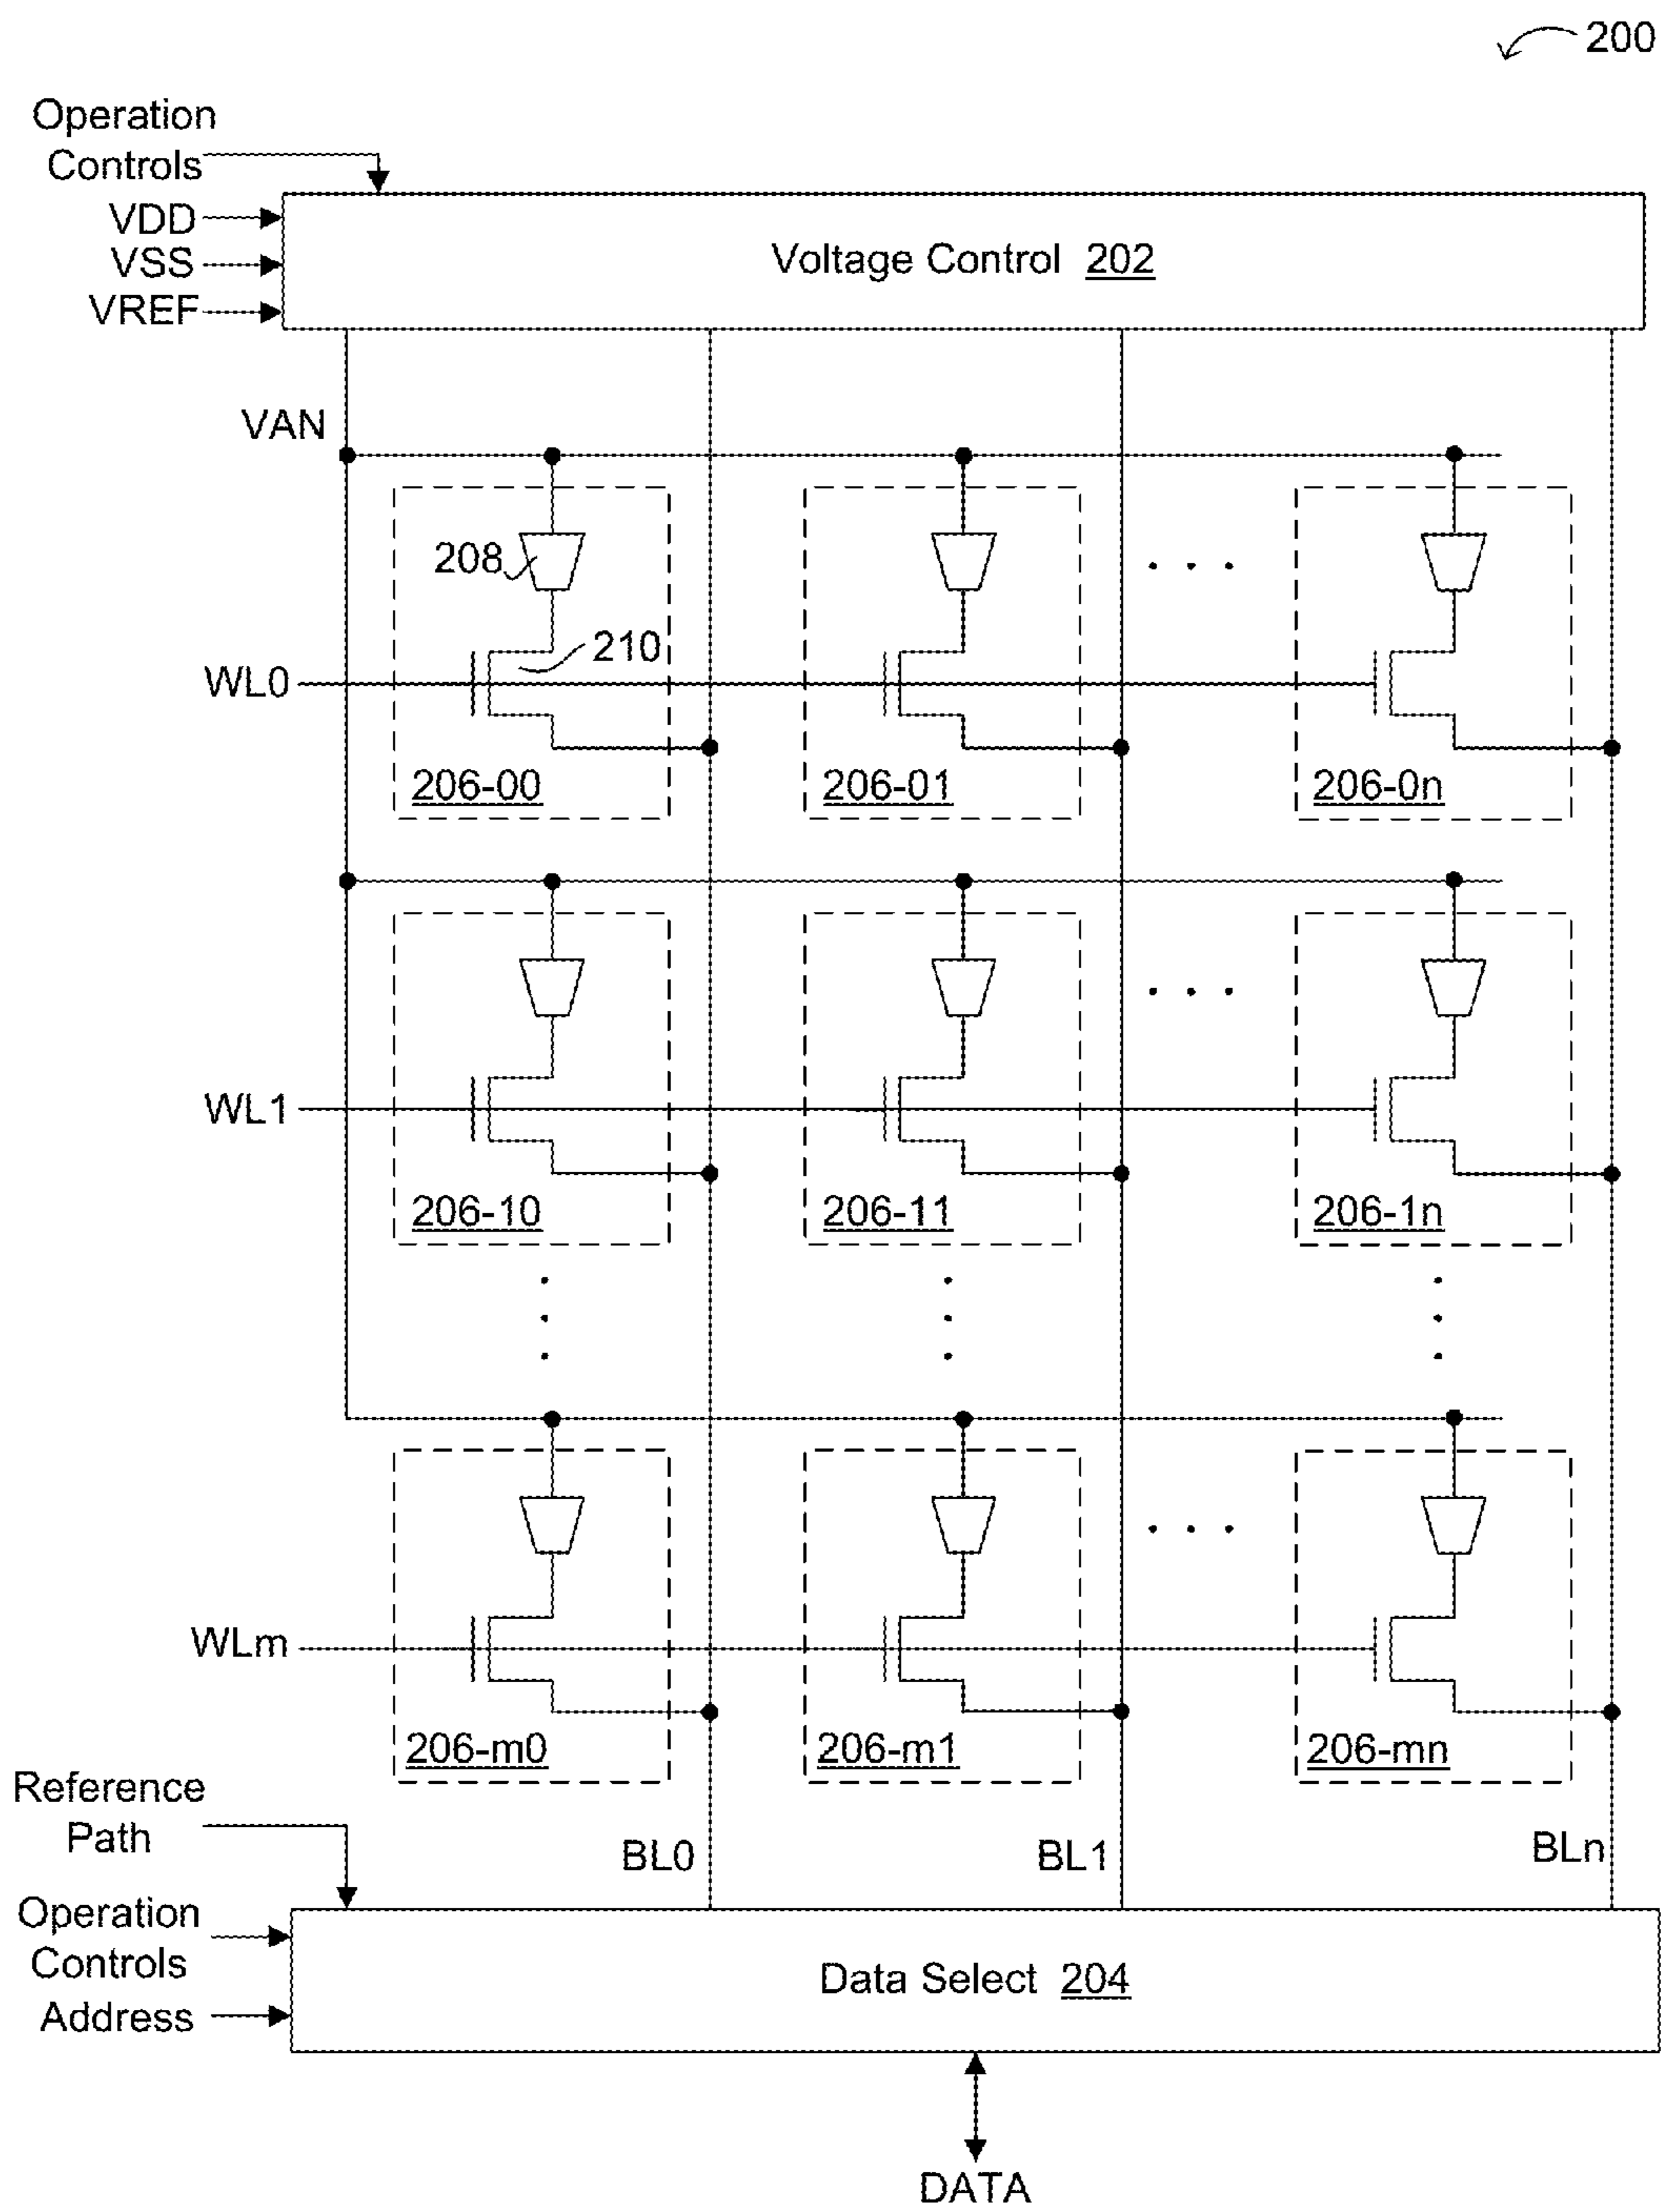 200
Operation
Controls
VDD
VSS
VREF
Voltage Control 202
VAN
208
210
WL0
206-00
206-01
206-0n
WL1
206-10
206-11
206-1n
WLm
206-m0
206-m1
206-mn
Reference
Path
BL0
BL1
BLn
Operation
Controls
Address
Data Select 204
DATA